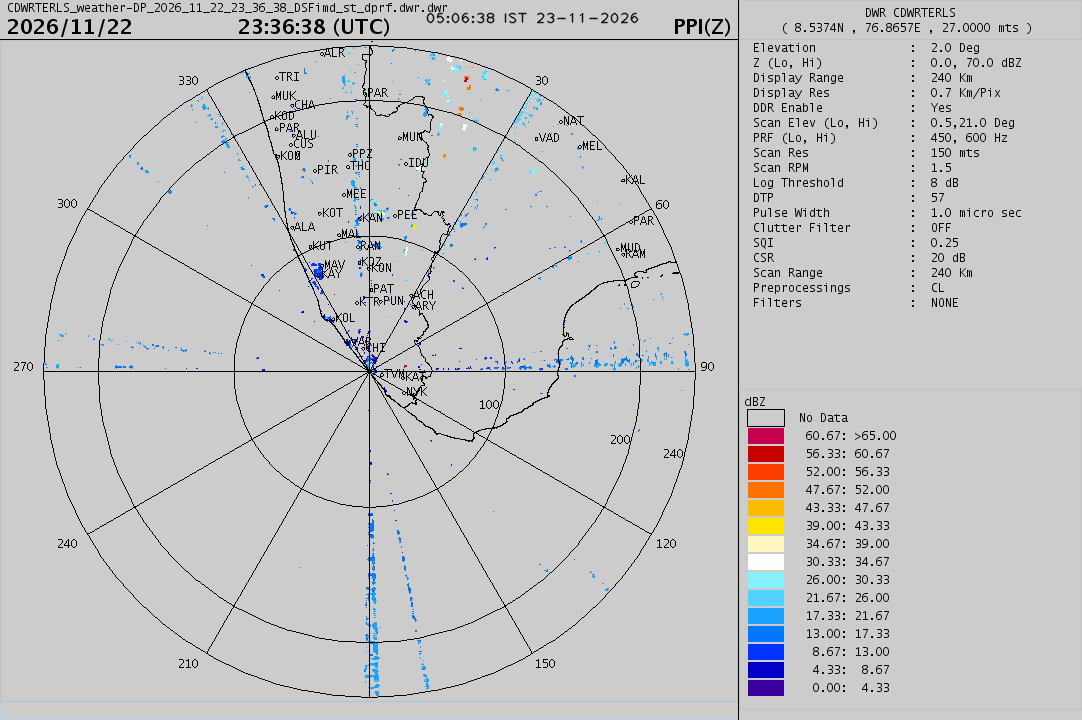 CDWRTERLS_weather-DP_2026_11_22_23_36_38_DSFimd_st_dprf.dwr.dwr
2026/11/22 23:36:38 (UTC) 05:06:38 IST 23-11-2026 PPI(Z)
DWR CDWRTERLS
( 8.5374N , 76.8657E , 27.0000 mts )
Elevation : 2.0 Deg
Z (Lo, Hi) : 0.0, 70.0 dBZ
Display Range : 240 Km
Display Res : 0.7 Km/Pix
DDR Enable : Yes
Scan Elev (Lo, Hi) : 0.5,21.0 Deg
PRF (Lo, Hi) : 450, 600 Hz
Scan Res : 150 mts
Scan RPM : 1.5
Log Threshold : 8 dB
DTP : 57
Pulse Width : 1.0 micro sec
Clutter Filter : OFF
SQI : 0.25
CSR : 20 dB
Scan Range : 240 Km
Preprocessings : CL
Filters : NONE
dBZ
No Data
60.67: >65.00
56.33: 60.67
52.00: 56.33
47.67: 52.00
43.33: 47.67
39.00: 43.33
34.67: 39.00
30.33: 34.67
26.00: 30.33
21.67: 26.00
17.33: 21.67
13.00: 17.33
8.67: 13.00
4.33: 8.67
0.00: 4.33
ALR
330 TRI 30
MUK PAR
CHA
KOD NAT
PAR
ALU MUN VAD
CUS MEL
PPZ
THO IDU
PIR
KAL
MEE
300 60
KOT KAN PEE PAR
ALA
MAL
KUT RAN MUD
RAM
KOZ
MAV KON
KAY
PAT
KTR PUN ACH
ARY
KOL
VAR
THI
270 90
TVN KAT
NYK
100
200
240
240 120
210 150